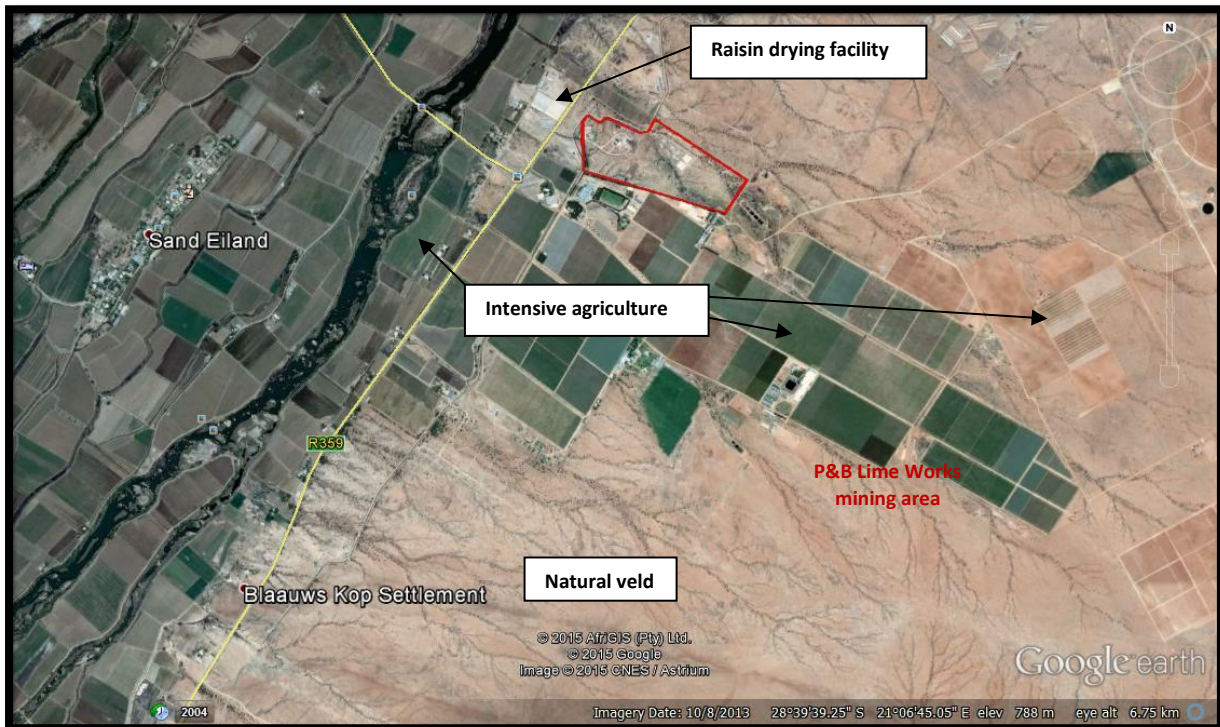 N
Raisin drying facility
Sand Eiland
Intensive agriculture
R359
P&B Lime Works
mining area
Natural veld
Blaauws Kop Settlement
© 2015 AfriGIS (Pty) Ltd.
© 2015 Google
Image © 2015 CNES / Astrium
Google earth
2004
Imagery Date: 10/8/2013 28°39'39.25" S 21°06'45.05" E elev 788 m eye alt 6.75 km